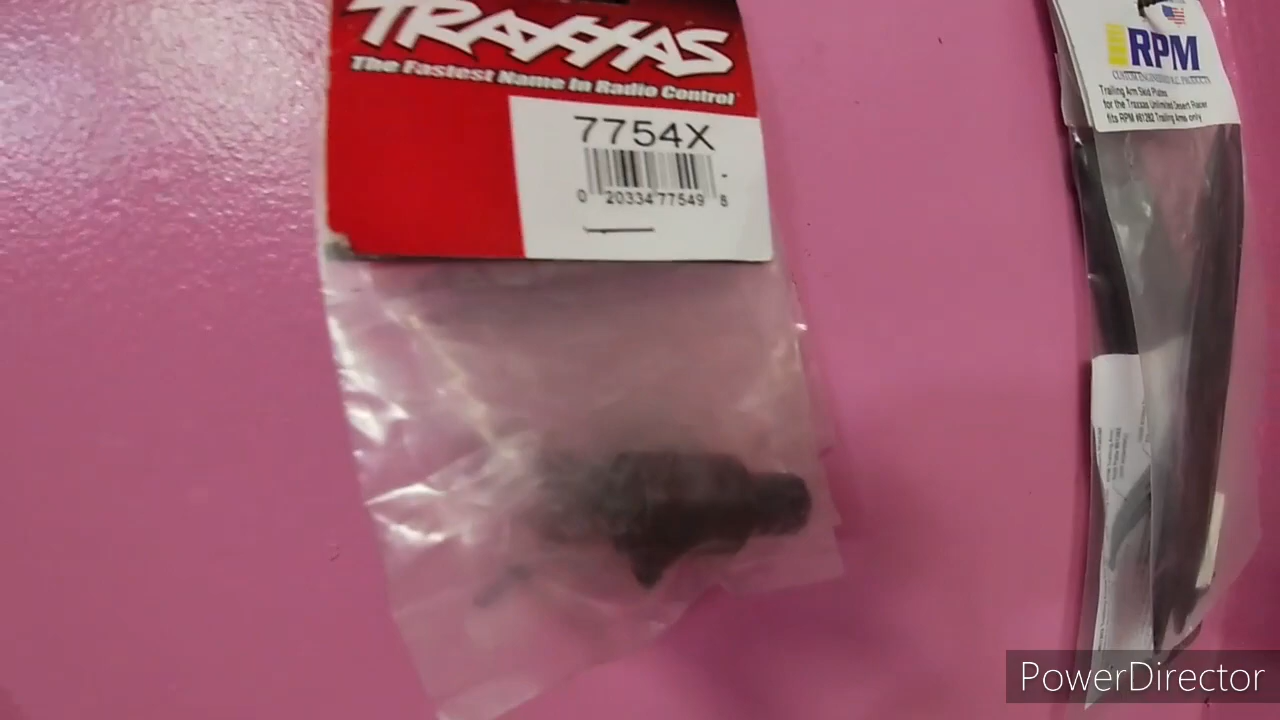 TRAXXAS
The Fastest Name In Radio Control
7754X
0 20334 77549 8
RPM
CUSTOM ENGINEERED R.C. PRODUCTS
Trailing Arm Skid Plates
for the Traxxas Unlimited Desert Racer
fits RPM #81282 Trailing Arms only
PowerDirector